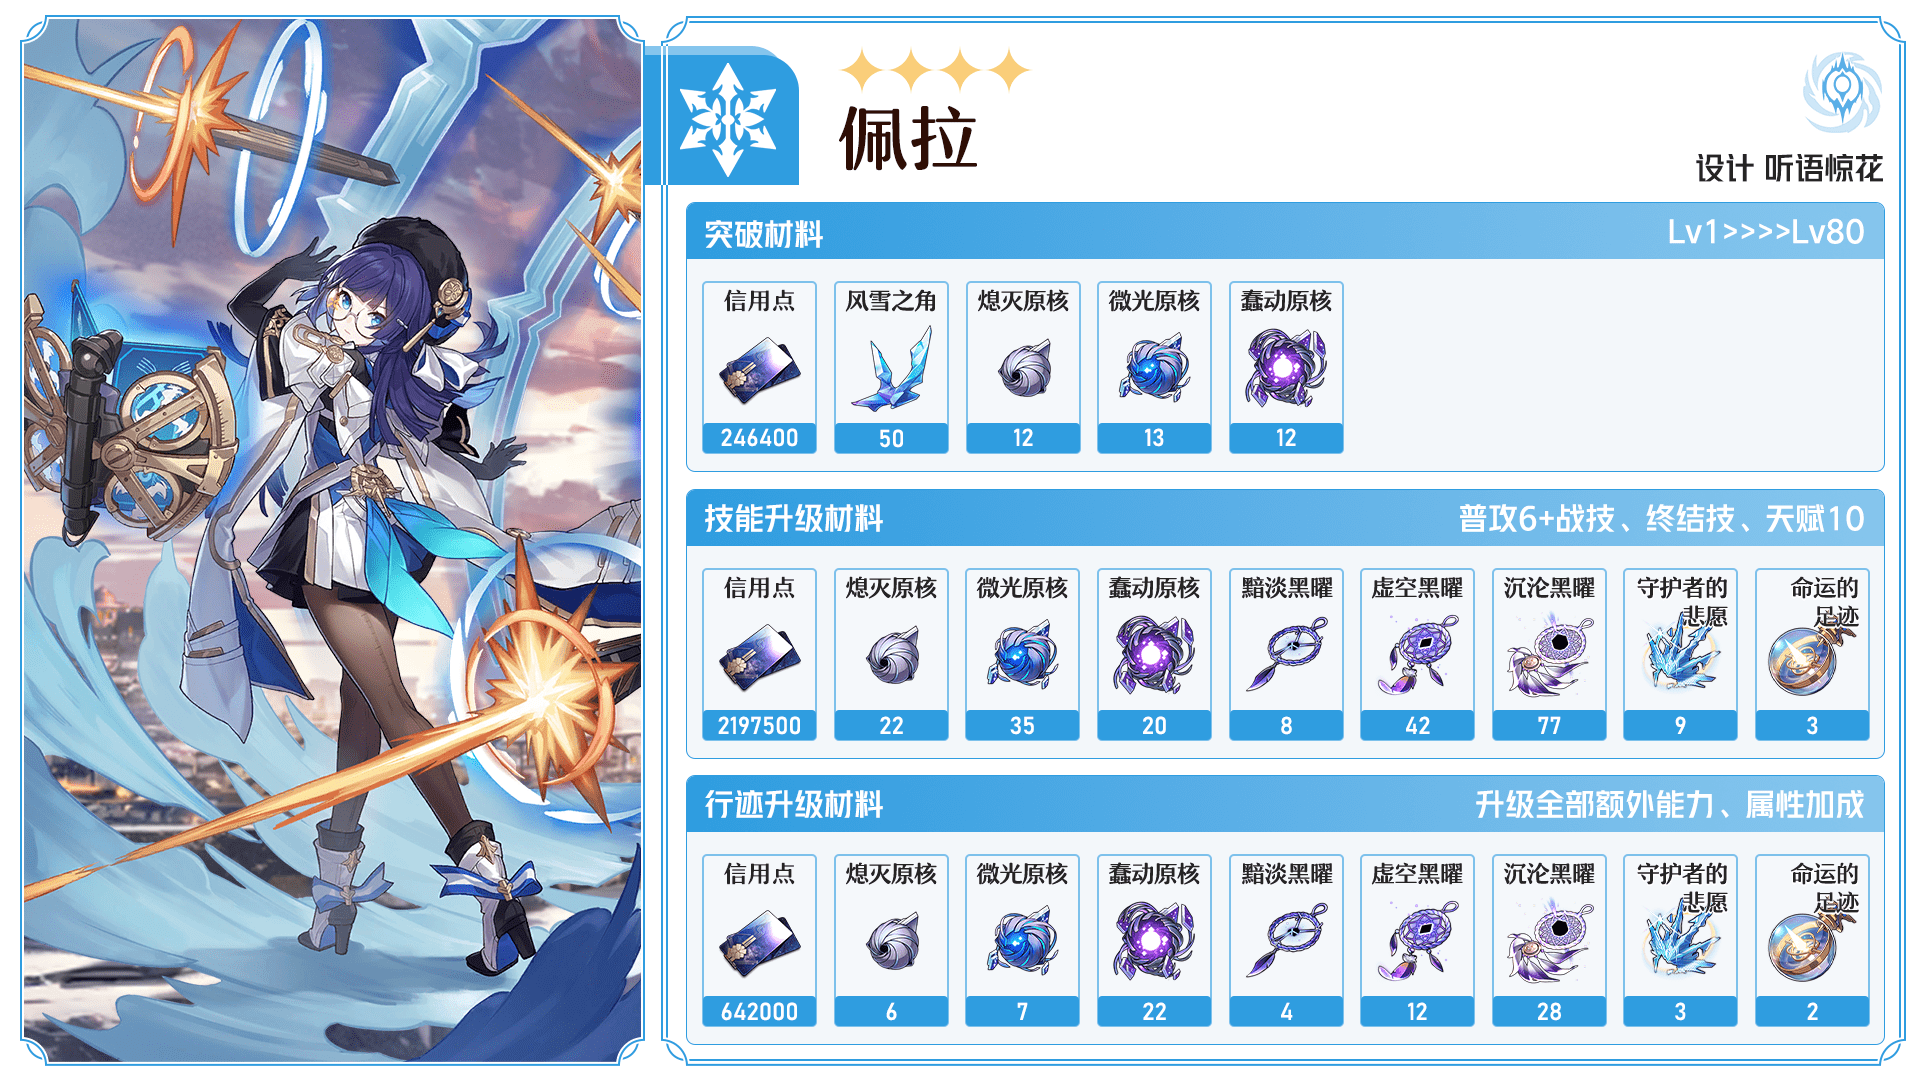 佩拉
设计 听语惊花
突破材料 Lv1>>>>Lv80
信用点 风雪之角 熄灭原核 微光原核 蠢动原核
246400 50 12 13 12
技能升级材料 普攻6+战技、终结技、天赋10
信用点 熄灭原核 微光原核 蠢动原核 黯淡黑曜 虚空黑曜 沉沦黑曜 守护者的 命运的
悲愿 足迹
2197500 22 35 20 8 42 77 9 3
行迹升级材料 升级全部额外能力、属性加成
信用点 熄灭原核 微光原核 蠢动原核 黯淡黑曜 虚空黑曜 沉沦黑曜 守护者的 命运的
悲愿 足迹
642000 6 7 22 4 12 28 3 2